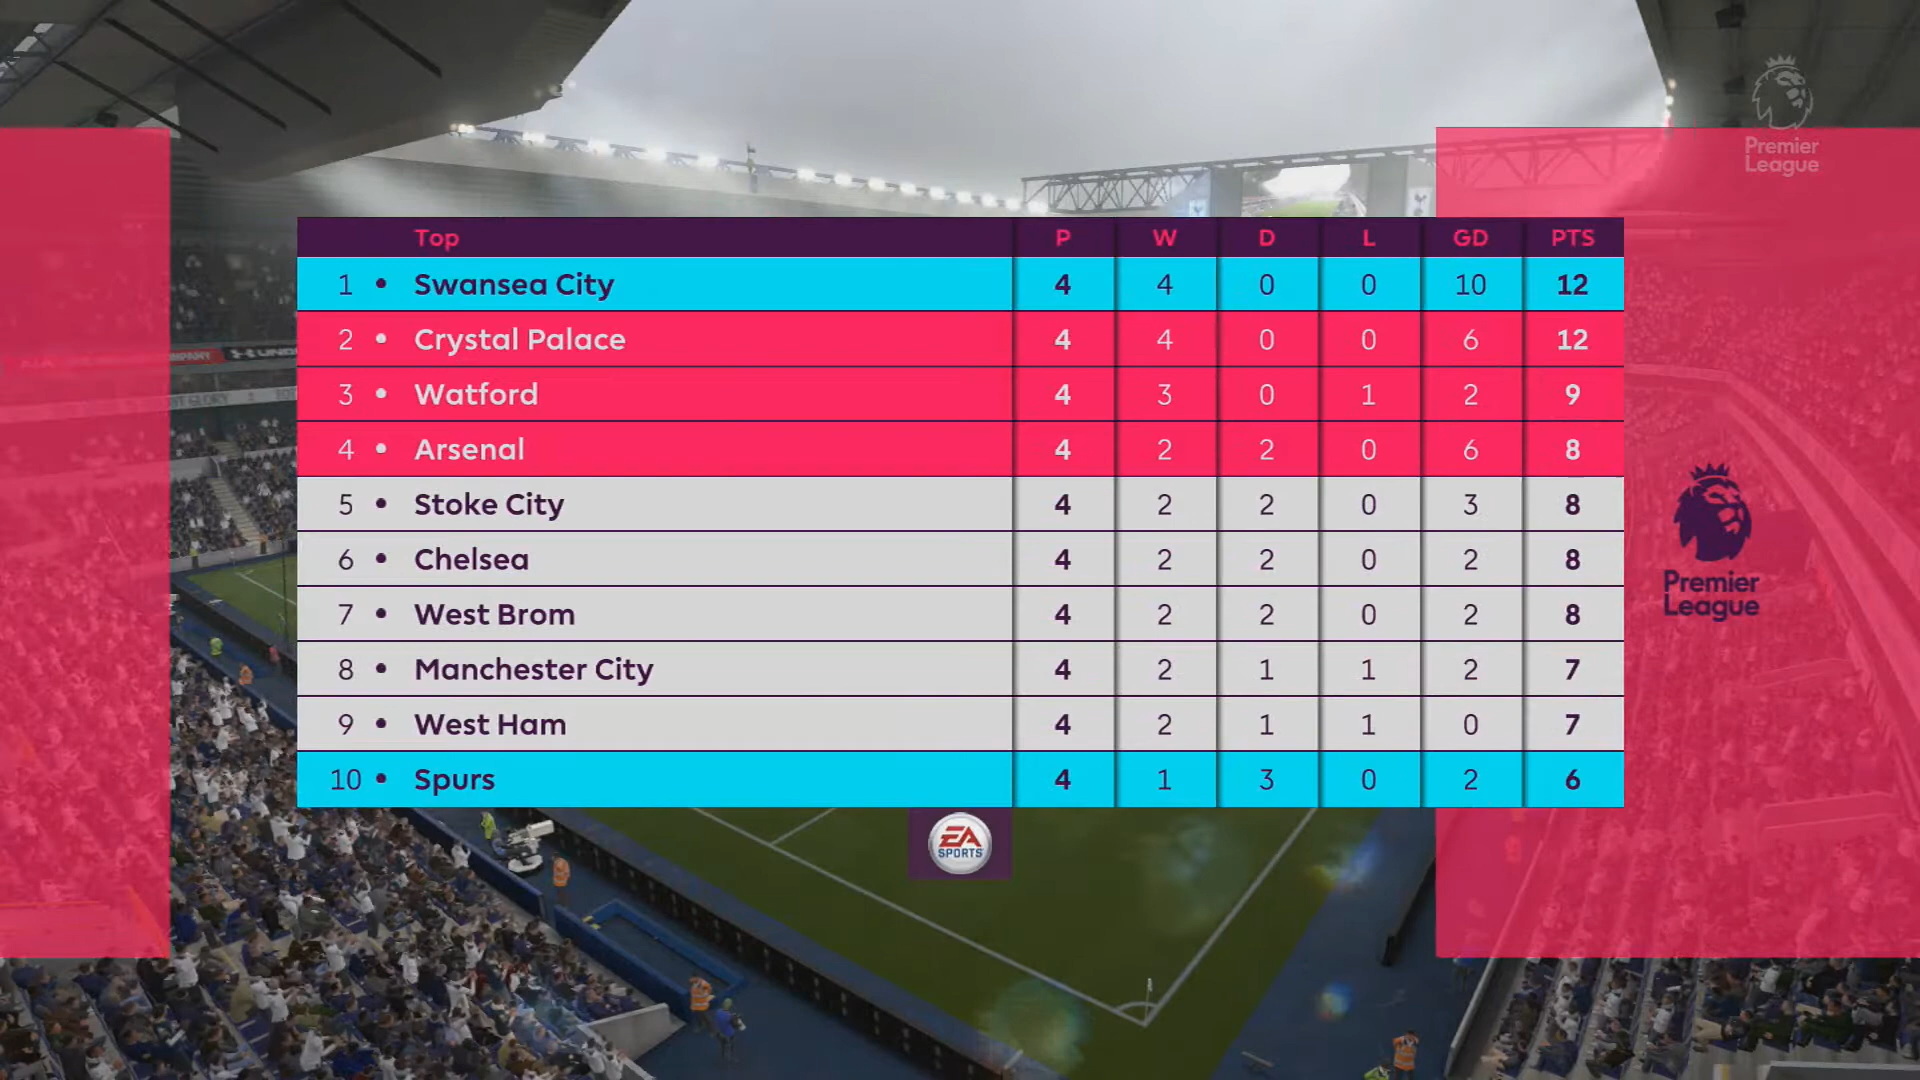 Premier
League
Top P W D L GD PTS
1 • Swansea City 4 4 0 0 10 12
2 • Crystal Palace 4 4 0 0 6 12
3 • Watford 4 3 0 1 2 9
4 • Arsenal 4 2 2 0 6 8
5 • Stoke City 4 2 2 0 3 8
6 • Chelsea 4 2 2 0 2 8
7 • West Brom 4 2 2 0 2 8
8 • Manchester City 4 2 1 1 2 7
9 • West Ham 4 2 1 1 0 7
10 • Spurs 4 1 3 0 2 6
Premier
League
EA
SPORTS